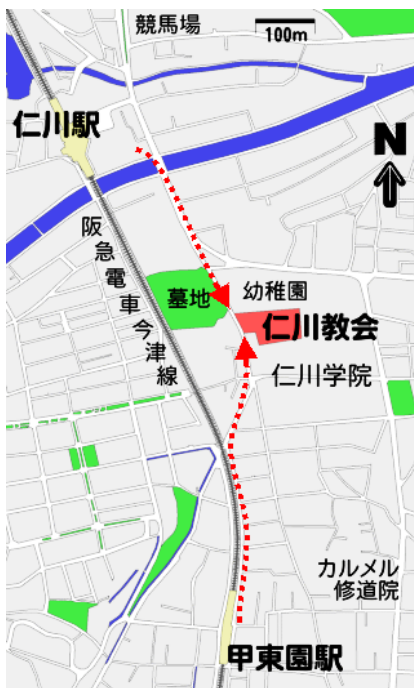 競馬場
100m
仁川駅
N
阪急電車今津線
墓地
幼稚園
仁川教会
仁川学院
カルメル
修道院
甲東園駅